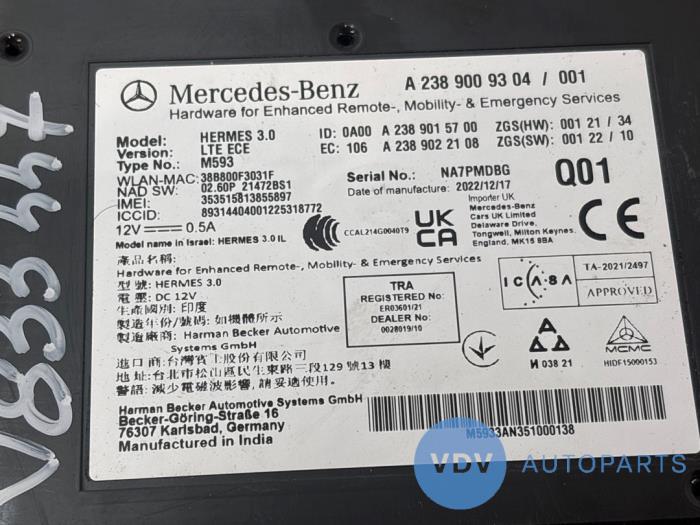 Mercedes-Benz
A 238 900 93 04 / 001
Hardware for Enhanced Remote-, Mobility- & Emergency Services
Model: HERMES 3.0 ID: 0A00 A 238 901 57 00 ZGS(HW): 001 21 / 34
Version: LTE ECE EC: 106 A 238 902 21 08 ZGS(SW): 001 22 / 10
Type No: M593
WLAN-MAC: 38B800F3031F Serial No.: NA7PMDBG Q01
NAD SW: 02.60P 21472BS1 Date of manufacture: 2022/12/17
IMEI: 353515813855897
ICCID: 89314404001225318772
12V 0.5A
Model name in Israel: HERMES 3.0 IL
CCAL214G0040T9
UK
CA
Importer UK
Mercedes-Benz
Cars UK Limited
Delaware Drive,
Tongwell, Milton Keynes,
England, MK15 8BA
CE
產品名稱:
Hardware for Enhanced Remote-, Mobility- & Emergency Services
型號: HERMES 3.0
電壓: DC 12V
生產國別: 印度
製造年份/製造號碼: 如機體所示
製造廠商: Harman Becker Automotive
Systems GmbH
進口商: 台灣賓士股份有限公司
地址: 台北市松山區民生東路三段129號13樓
警語: 減少電磁波影響, 請妥適使用.
TRA
REGISTERED No:
ER03601/21
DEALER No:
0028019/10
ICASA
TA-2021/2497
APPROVED
И 038 21
MCMC
HIDF15000153
Harman Becker Automotive Systems GmbH
Becker-Göring-Straße 16
76307 Karlsbad, Germany
Manufactured in India
M5933AN351000138
V833447
VDV AUTOPARTS